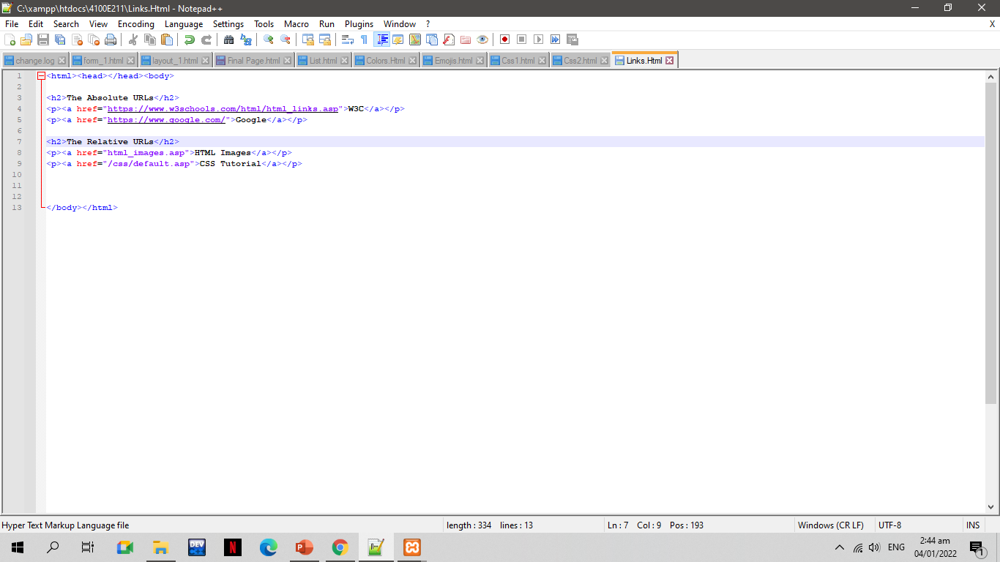 C:\xampp\htdocs\4100E211\Links.Html - Notepad++
File Edit Search View Encoding Language Settings Tools Macro Run Plugins Window ? X
change.log form_1.html layout_1.html Final Page.html List.html Colors.Html Emojis.html Css1.html Css2.html Links.Html
1 <html><head></head><body>
2
3 <h2>The Absolute URLs</h2>
4 <p><a href="https://www.w3schools.com/html/html_links.asp">W3C</a></p>
5 <p><a href="https://www.google.com/">Google</a></p>
6
7 <h2>The Relative URLs</h2>
8 <p><a href="html_images.asp">HTML Images</a></p>
9 <p><a href="/css/default.asp">CSS Tutorial</a></p>
10
11
12
13 </body></html>
Hyper Text Markup Language file length : 334 lines : 13 Ln : 7 Col : 9 Pos : 193 Windows (CR LF) UTF-8 INS
DEV C++ N P ENG 2:44 am
04/01/2022 1